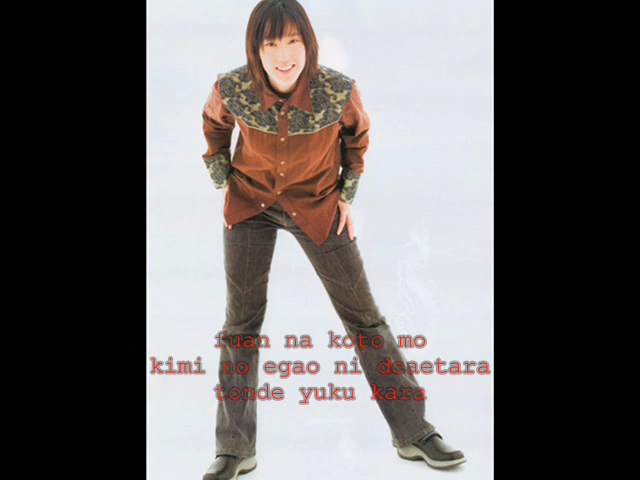 fuan na koto mo
kimi no egao ni deaetara
tonde yuku kara